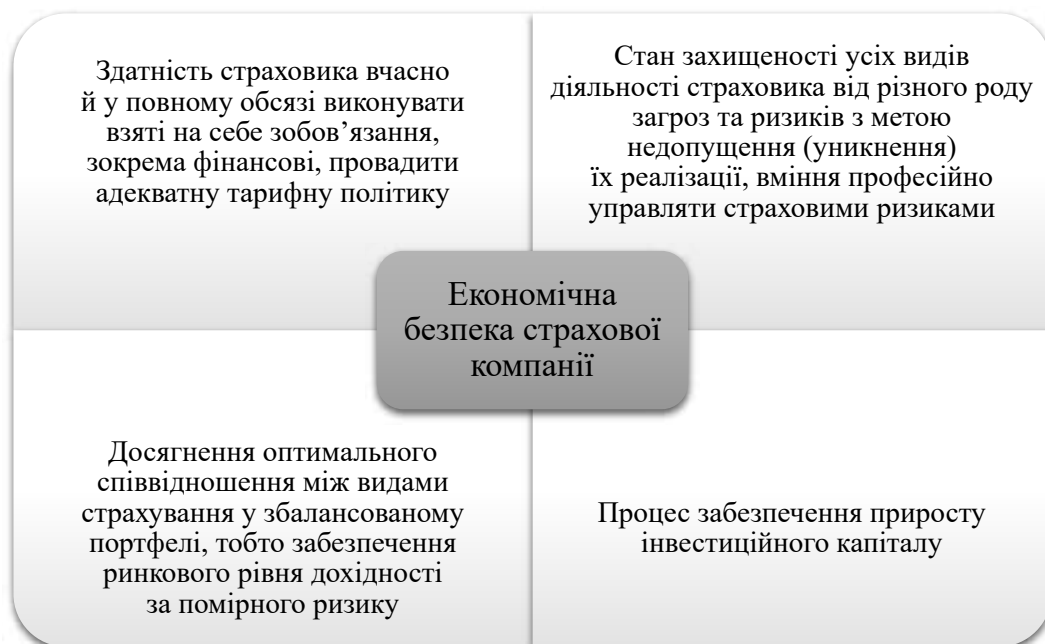 Здатність страховика вчасно
й у повному обсязі виконувати
взяті на себе зобов’язання,
зокрема фінансові, провадити
адекватну тарифну політику
Стан захищеності усіх видів
діяльності страховика від різного роду
загроз та ризиків з метою
недопущення (уникнення)
їх реалізації, вміння професійно
управляти страховими ризиками
Економічна
безпека страхової
компанії
Досягнення оптимального
співвідношення між видами
страхування у збалансованому
портфелі, тобто забезпечення
ринкового рівня дохідності
за помірного ризику
Процес забезпечення приросту
інвестиційного капіталу